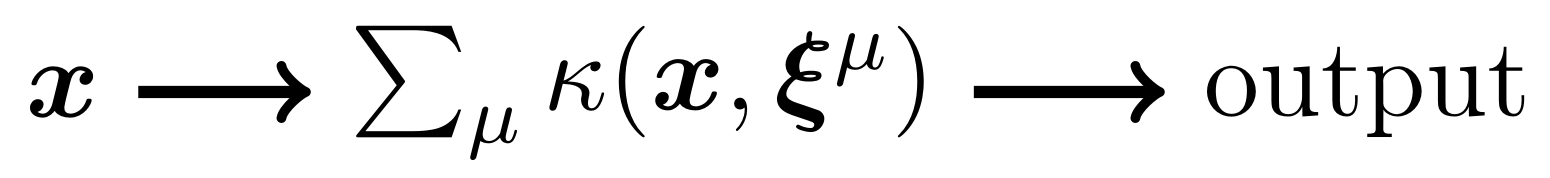 𝒙 ⟶ ∑_μ κ(𝒙, 𝝃^μ) ⟶ output